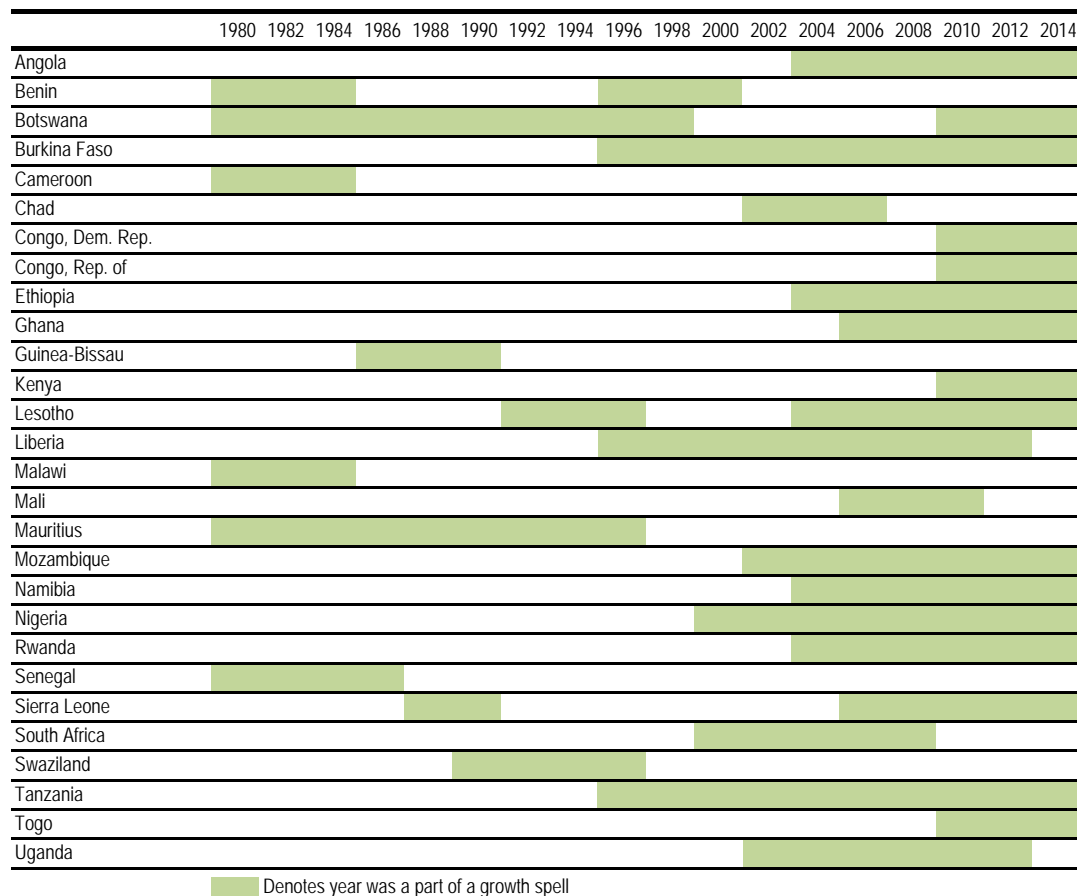 1980 1982 1984 1986 1988 1990 1992 1994 1996 1998 2000 2002 2004 2006 2008 2010 2012 2014
Angola
Benin
Botswana
Burkina Faso
Cameroon
Chad
Congo, Dem. Rep.
Congo, Rep. of
Ethiopia
Ghana
Guinea-Bissau
Kenya
Lesotho
Liberia
Malawi
Mali
Mauritius
Mozambique
Namibia
Nigeria
Rwanda
Senegal
Sierra Leone
South Africa
Swaziland
Tanzania
Togo
Uganda
Denotes year was a part of a growth spell